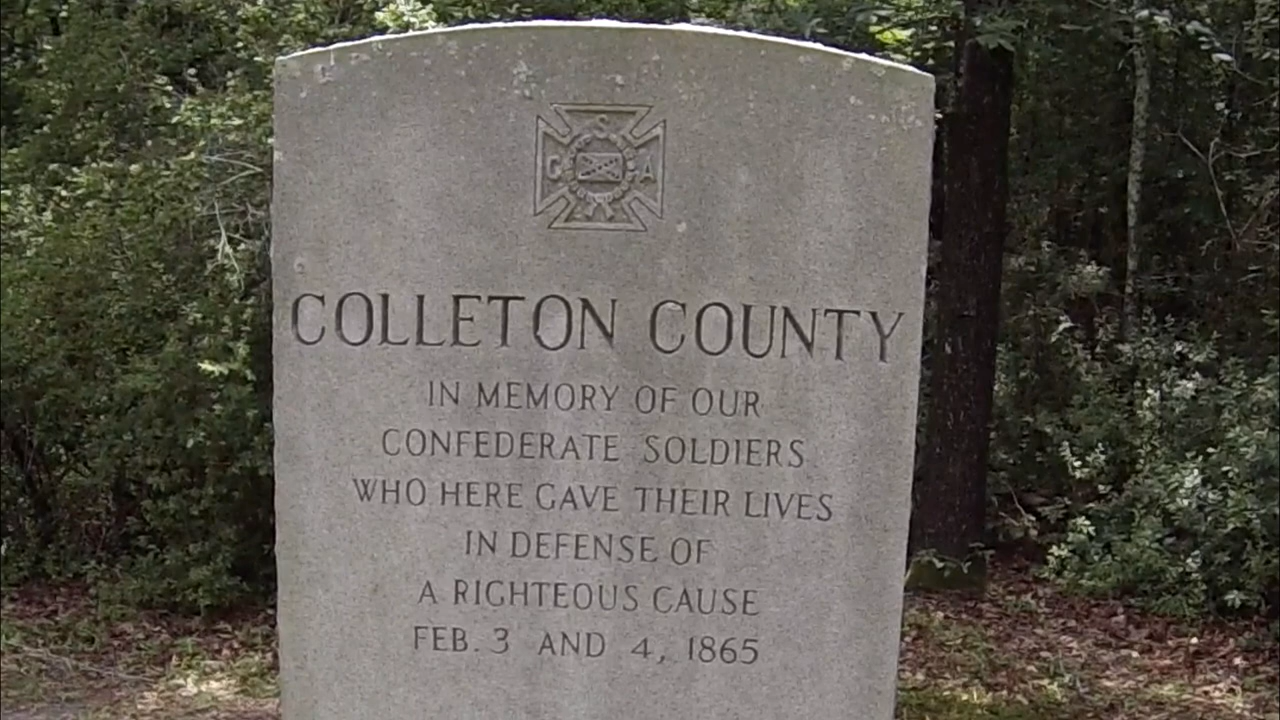 S
C A
COLLETON COUNTY
IN MEMORY OF OUR
CONFEDERATE SOLDIERS
WHO HERE GAVE THEIR LIVES
IN DEFENSE OF
A RIGHTEOUS CAUSE
FEB. 3 AND 4, 1865